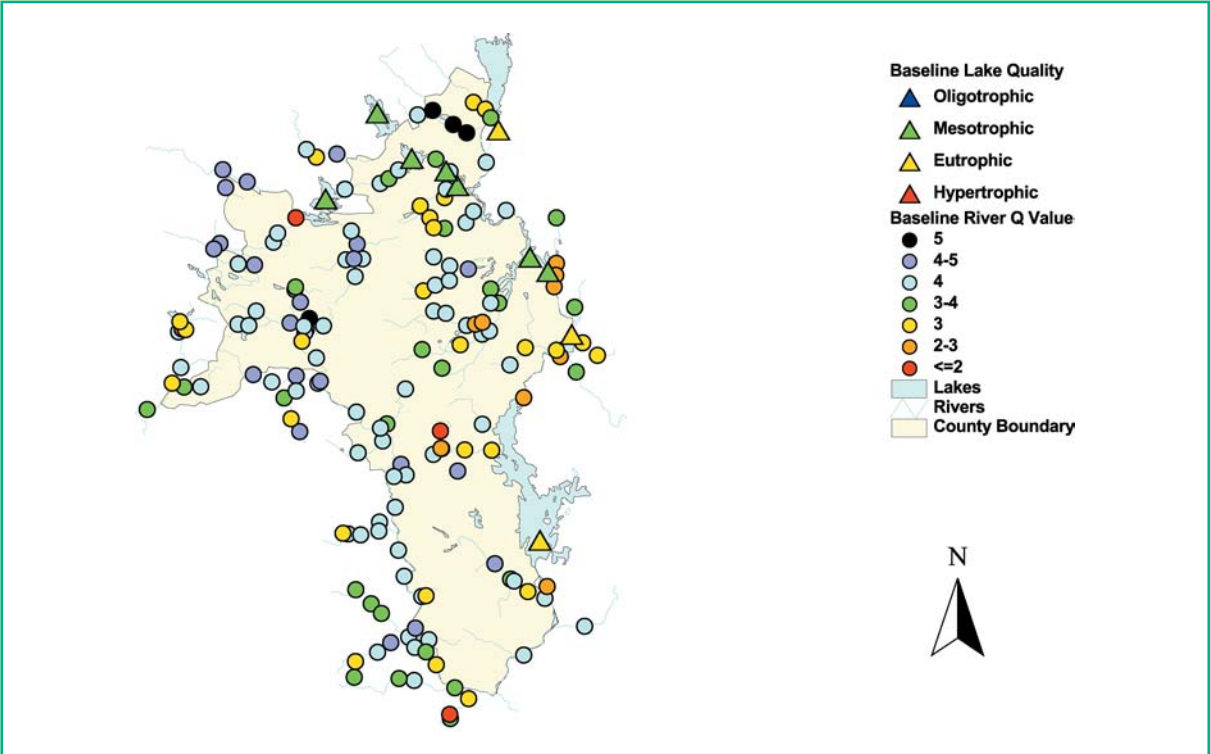 Baseline Lake Quality
Oligotrophic
Mesotrophic
Eutrophic
Hypertrophic
Baseline River Q Value
5
4-5
4
3-4
3
2-3
<=2
Lakes
Rivers
County Boundary
N